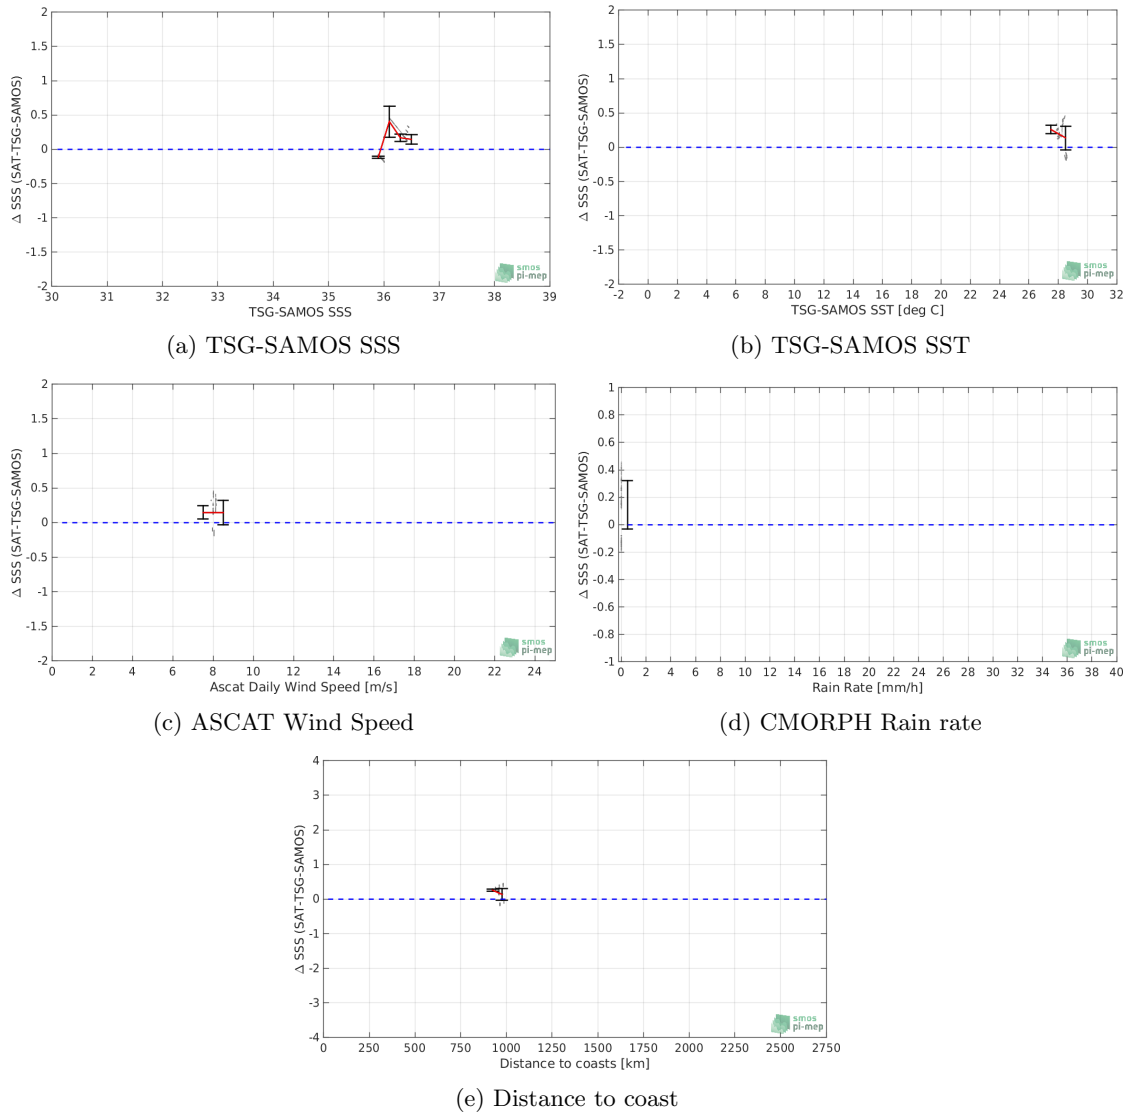 2
1.5
1
0.5
0
-0.5
-1
-1.5
-2
Δ SSS (SAT-TSG-SAMOS)
30 31 32 33 34 35 36 37 38 39
TSG-SAMOS SSS
smos
pi-mep
(a) TSG-SAMOS SSS
2
1.5
1
0.5
0
-0.5
-1
-1.5
-2
Δ SSS (SAT-TSG-SAMOS)
-2 0 2 4 6 8 10 12 14 16 18 20 22 24 26 28 30 32
TSG-SAMOS SST [deg C]
smos
pi-mep
(b) TSG-SAMOS SST
2
1.5
1
0.5
0
-0.5
-1
-1.5
-2
Δ SSS (SAT-TSG-SAMOS)
0 2 4 6 8 10 12 14 16 18 20 22 24
Ascat Daily Wind Speed [m/s]
smos
pi-mep
(c) ASCAT Wind Speed
1
0.8
0.6
0.4
0.2
0
-0.2
-0.4
-0.6
-0.8
-1
Δ SSS (SAT-TSG-SAMOS)
0 2 4 6 8 10 12 14 16 18 20 22 24 26 28 30 32 34 36 38 40
Rain Rate [mm/h]
smos
pi-mep
(d) CMORPH Rain rate
4
3
2
1
0
-1
-2
-3
-4
Δ SSS (SAT-TSG-SAMOS)
0 250 500 750 1000 1250 1500 1750 2000 2250 2500 2750
Distance to coasts [km]
smos
pi-mep
(e) Distance to coast